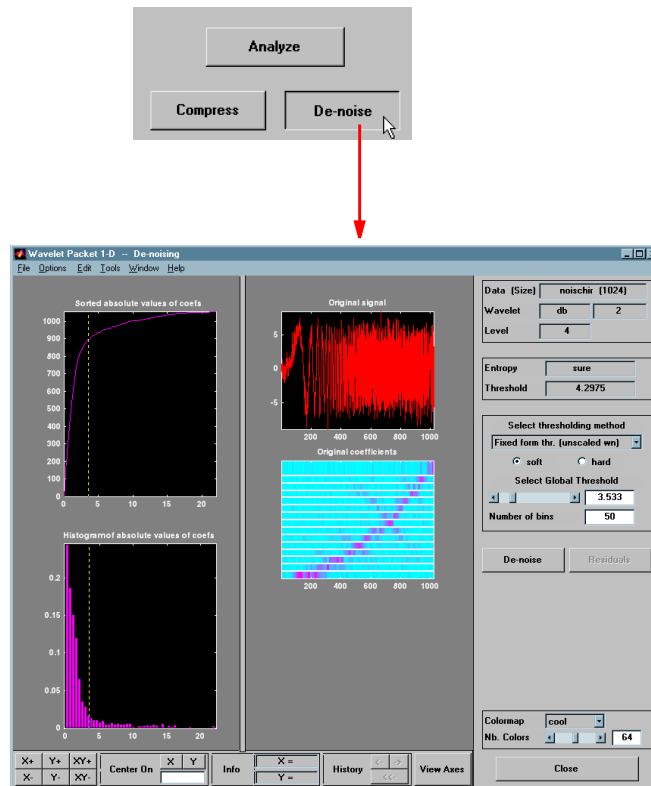 Analyze
Compress
De-noise
Wavelet Packet 1-D -- De-noising
File Options Edit Tools Window Help
Sorted absolute values of coefs
1000
900
800
700
600
500
400
300
200
100
0
0 5 10 15 20
Histogramof absolute values of coefs
0.2
0.15
0.1
0.05
0
0 5 10 15 20
Original signal
5
0
-5
200 400 600 800 1000
Original coefficients
200 400 600 800 1000
Data (Size) noischir (1024)
Wavelet db 2
Level 4
Entropy sure
Threshold 4.2975
Select thresholding method
Fixed form thr. (unscaled wn)
soft hard
Select Global Threshold
3.533
Number of bins 50
De-noise Residuals
Colormap cool
Nb. Colors 64
Close
X+ Y+ XY+
X- Y- XY-
Center On X Y
Info X =
Y =
History <- ->
<<-
View Axes